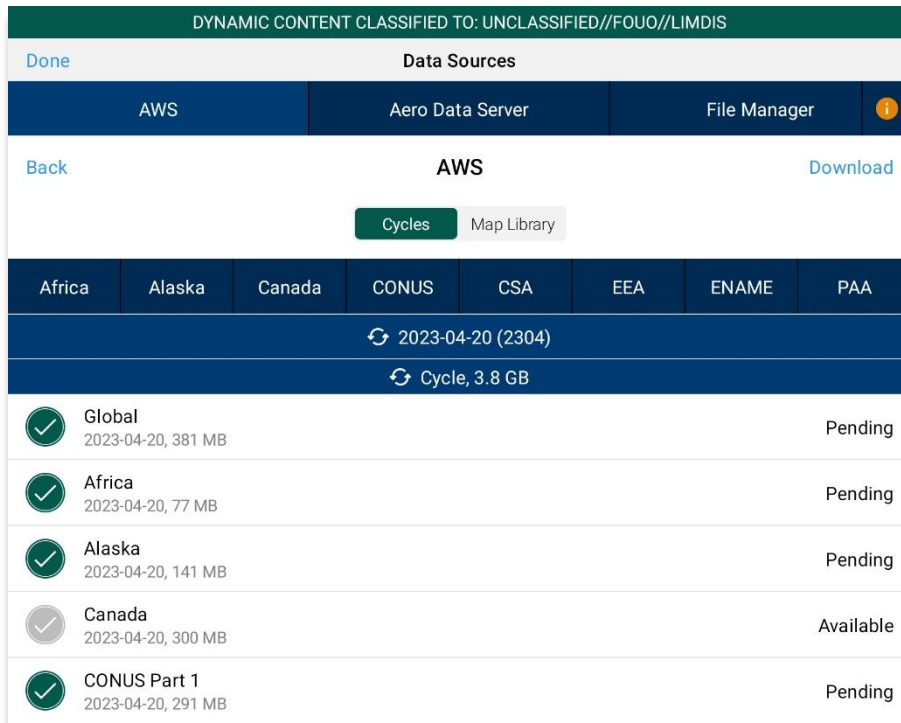 DYNAMIC CONTENT CLASSIFIED TO: UNCLASSIFIED//FOUO//LIMDIS
Done Data Sources
AWS Aero Data Server File Manager i
Back AWS Download
Cycles Map Library
Africa Alaska Canada CONUS CSA EEA ENAME PAA
2023-04-20 (2304)
Cycle, 3.8 GB
Global Pending
2023-04-20, 381 MB
Africa Pending
2023-04-20, 77 MB
Alaska Pending
2023-04-20, 141 MB
Canada Available
2023-04-20, 300 MB
CONUS Part 1 Pending
2023-04-20, 291 MB